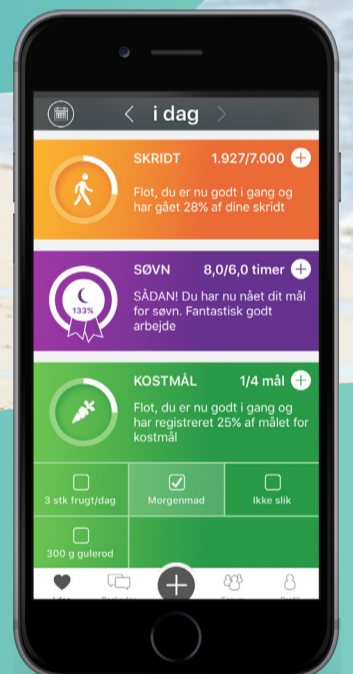 i dag
SKRIDT 1.927/7.000
Flot, du er nu godt i gang og
har gået 28% af dine skridt
SØVN 8,0/6,0 timer
133%
SÅDAN! Du har nu nået dit mål
for søvn. Fantastisk godt
arbejde
KOSTMÅL 1/4 mål
Flot, du er nu godt i gang og
har registreret 25% af målet for
kostmål
3 stk frugt/dag Morgenmad Ikke slik
300 g gulerod